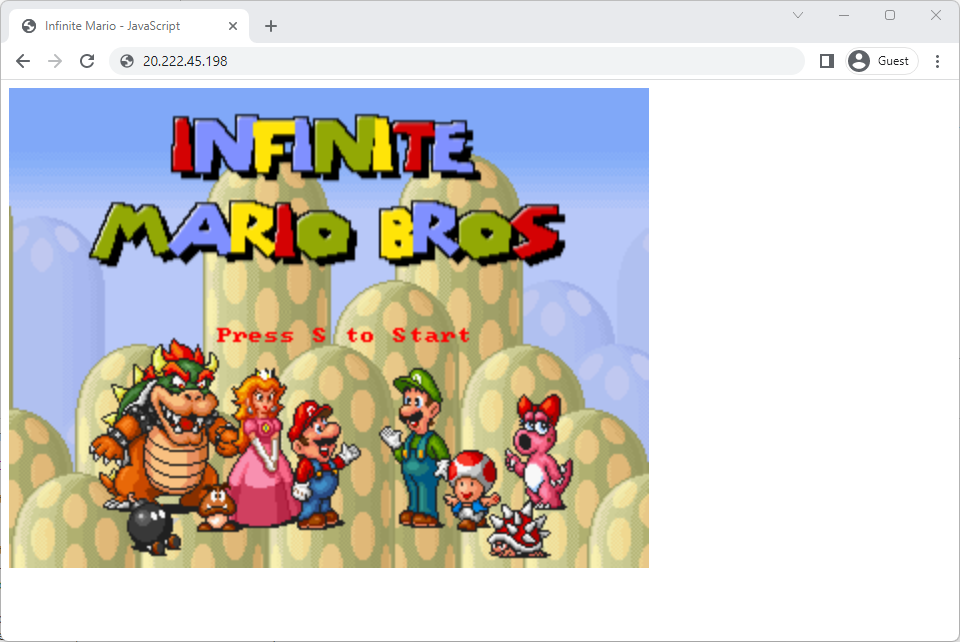 Infinite Mario - JavaScript
20.222.45.198
Guest
INFINITE
MARIO BROS
Press S to Start